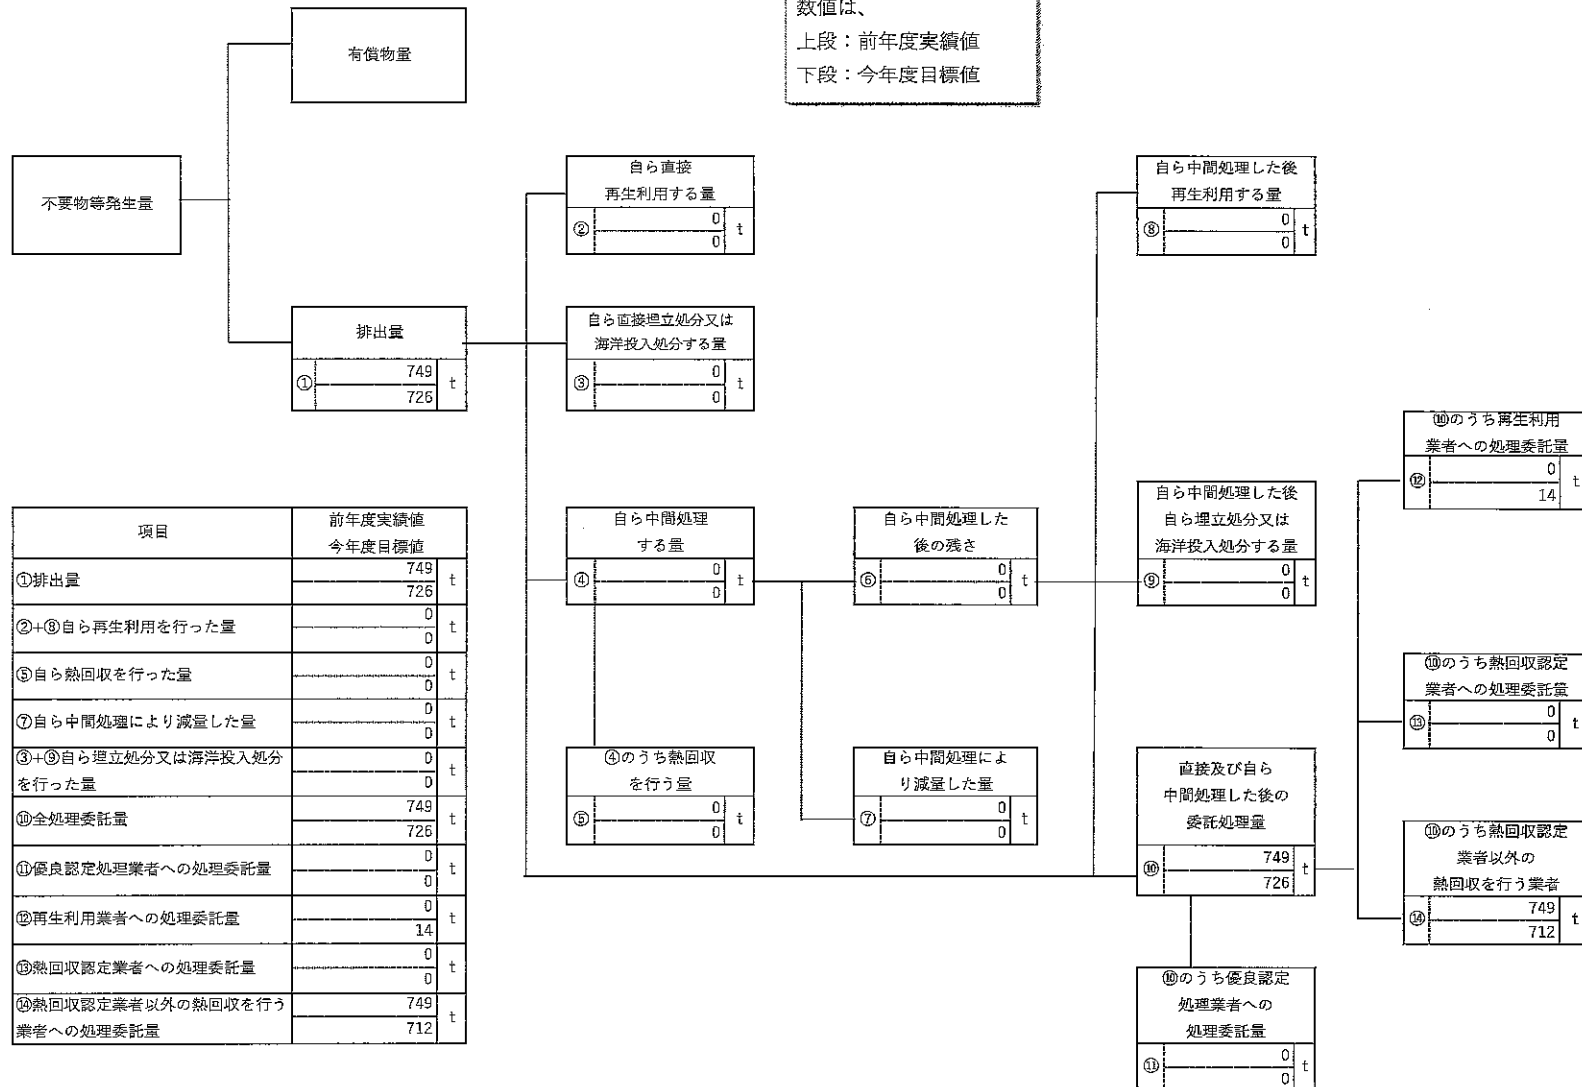 数値は、
上段：前年度実績値
下段：今年度目標値
有償物量
不要物等発生量
排出量
①
749
726
t
自ら直接
再生利用する量
②
0
0
t
自ら直接埋立処分又は
海洋投入処分する量
③
0
0
t
自ら中間処理
する量
④
0
0
t
④のうち熱回収
を行う量
⑤
0
0
t
自ら中間処理した
後の残さ
⑥
0
0
t
自ら中間処理によ
り減量した量
⑦
0
0
t
自ら中間処理した後
再生利用する量
⑧
0
0
t
自ら中間処理した後
自ら埋立処分又は
海洋投入処分する量
⑨
0
0
t
直接及び自ら
中間処理した後の
委託処理量
⑩
749
726
t
⑩のうち優良認定
処理業者への
処理委託量
⑪
0
0
t
⑩のうち再生利用
業者への処理委託量
⑫
0
14
t
⑩のうち熱回収認定
業者への処理委託量
⑬
0
0
t
⑩のうち熱回収認定
業者以外の
熱回収を行う業者
⑭
749
712
t
項目
前年度実績値
今年度目標値
①排出量
749
726
t
②+⑧自ら再生利用を行った量
0
0
t
⑤自ら熱回収を行った量
0
0
t
⑦自ら中間処理により減量した量
0
0
t
③+⑨自ら埋立処分又は海洋投入処分
を行った量
0
0
t
⑩全処理委託量
749
726
t
⑪優良認定処理業者への処理委託量
0
0
t
⑫再生利用業者への処理委託量
0
14
t
⑬熱回収認定業者への処理委託量
0
0
t
⑭熱回収認定業者以外の熱回収を行う
業者への処理委託量
749
712
t